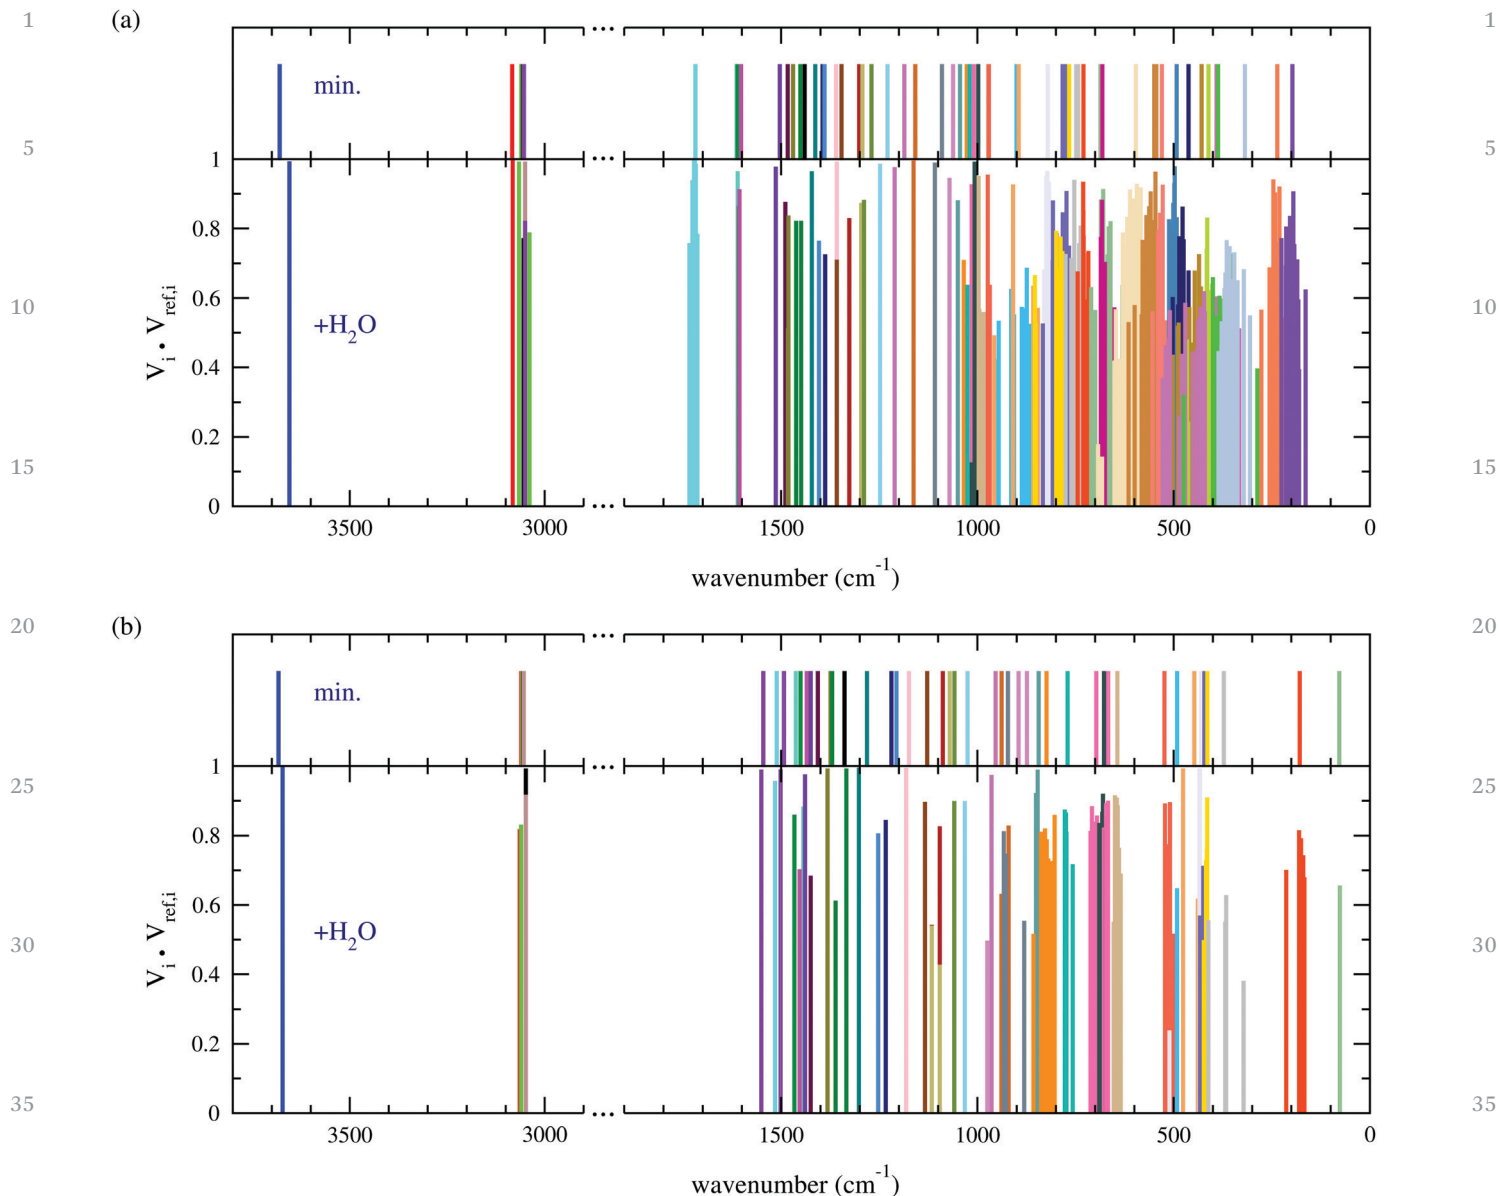 1 (a) ... 1
min.
5 1 ... 5
0.8
0.6
10 +H2O 10
Vi • Vref,i
0.4
0.2
15 15
0 ...
3500 3000 1500 1000 500 0
wavenumber (cm-1)
20 (b) ... 20
min.
25 1 ... 25
0.8
0.6
30 +H2O 30
Vi • Vref,i
0.4
0.2
35 0 ... 35
3500 3000 1500 1000 500 0
wavenumber (cm-1)